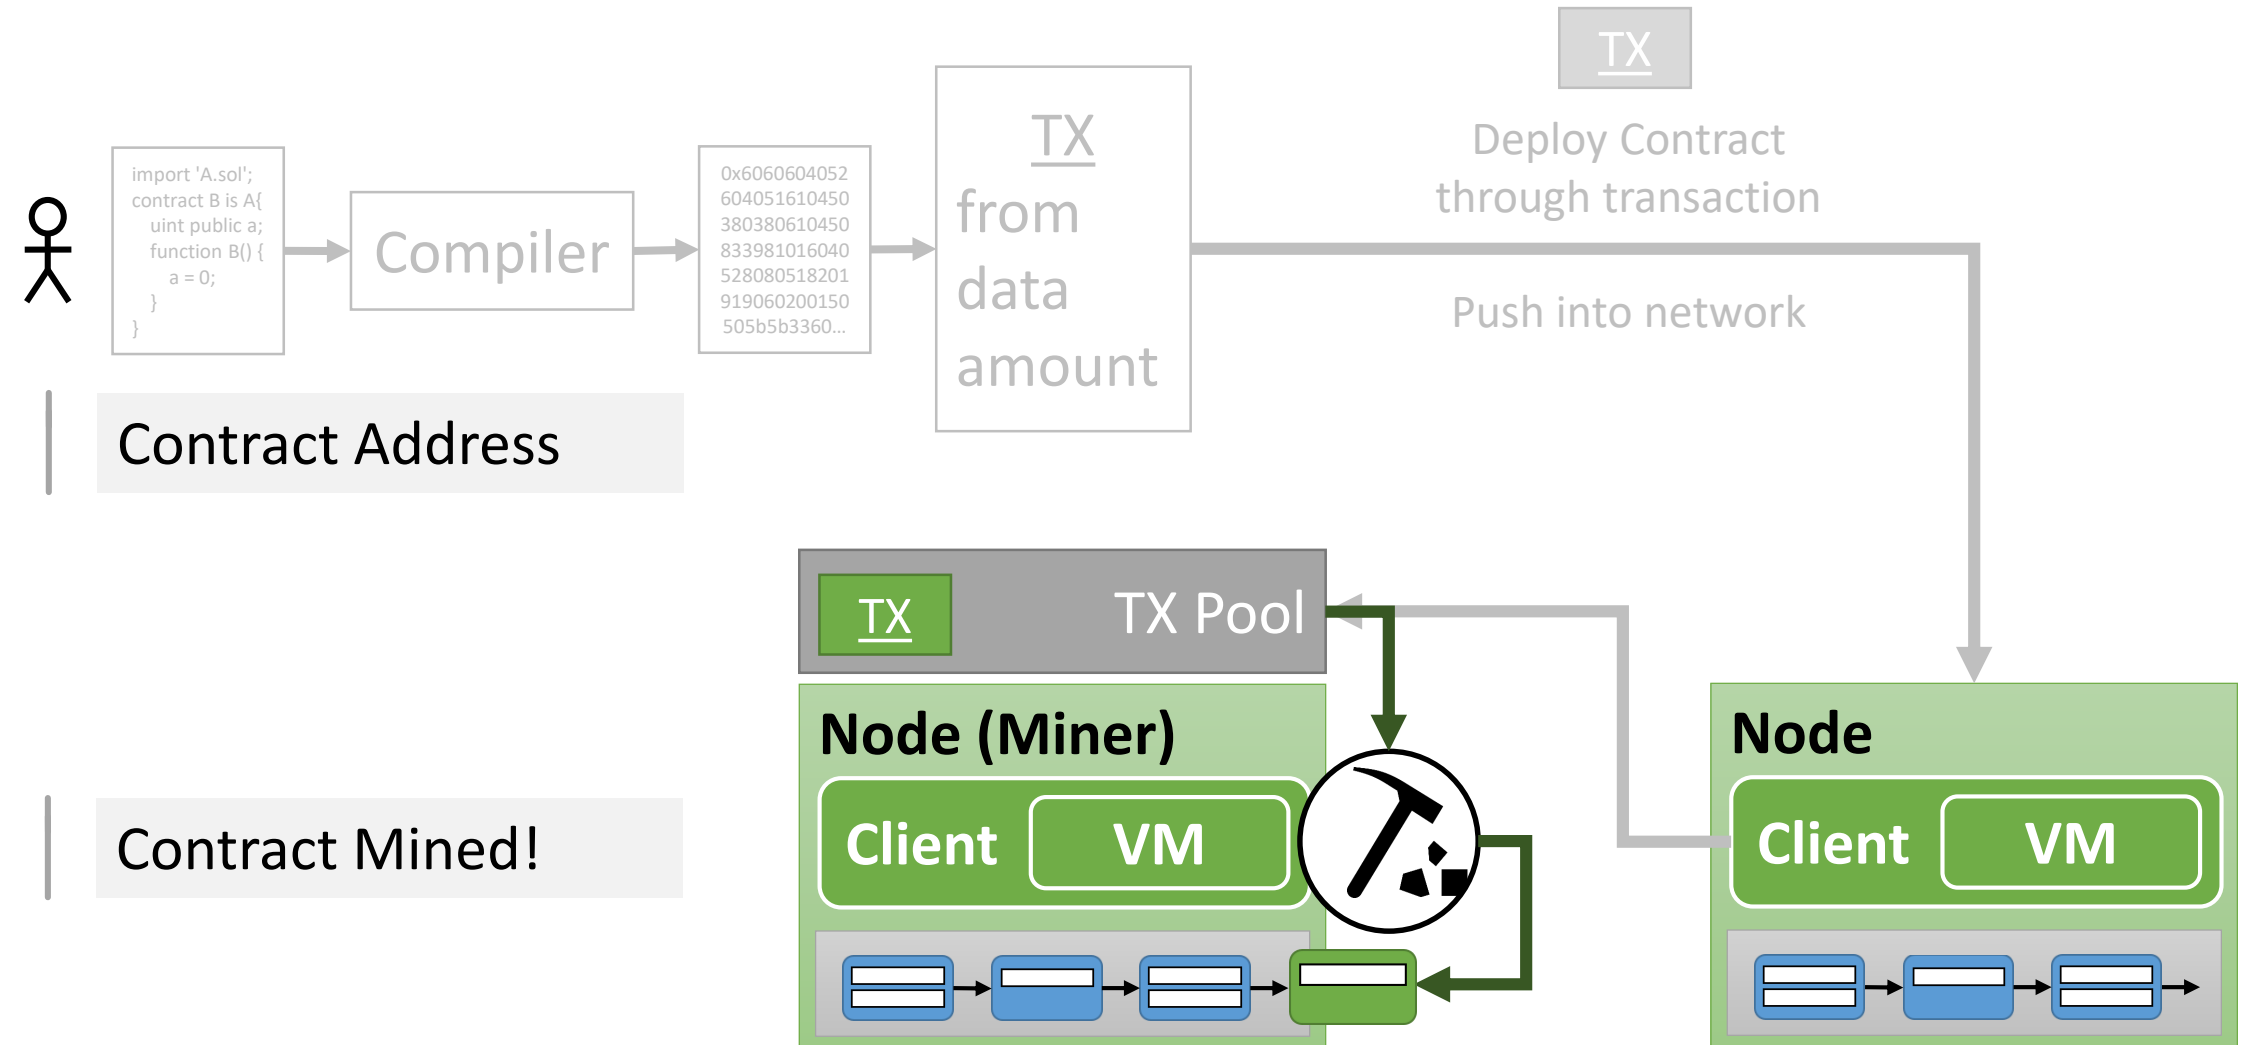 TX
import 'A.sol';
contract B is A{
uint public a;
function B() {
a = 0;
}
}
Compiler
0x6060604052
604051610450
380380610450
833981016040
528080518201
919060200150
505b5b3360...
TX
from
data
amount
Deploy Contract
through transaction
Push into network
Contract Address
TX
TX Pool
Node (Miner)
Client
VM
Node
Client
VM
Contract Mined!